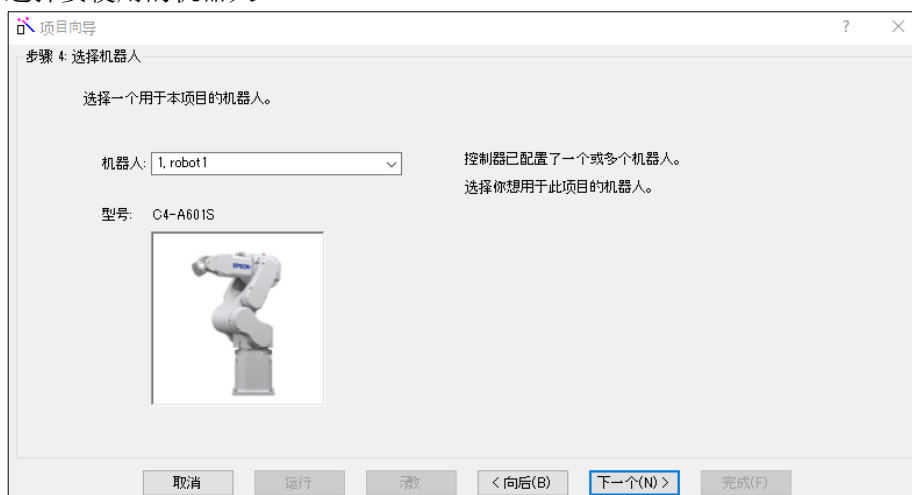 项目向导
步骤 4: 选择机器人
选择一个用于本项目的机器人。
机器人: 1, robot1
控制器已配置了一个或多个机器人。
选择你想用于此项目的机器人。
型号: C4-A601S
EPSON
取消 运行 示教 < 向后(B) 下一个(N) > 完成(F)